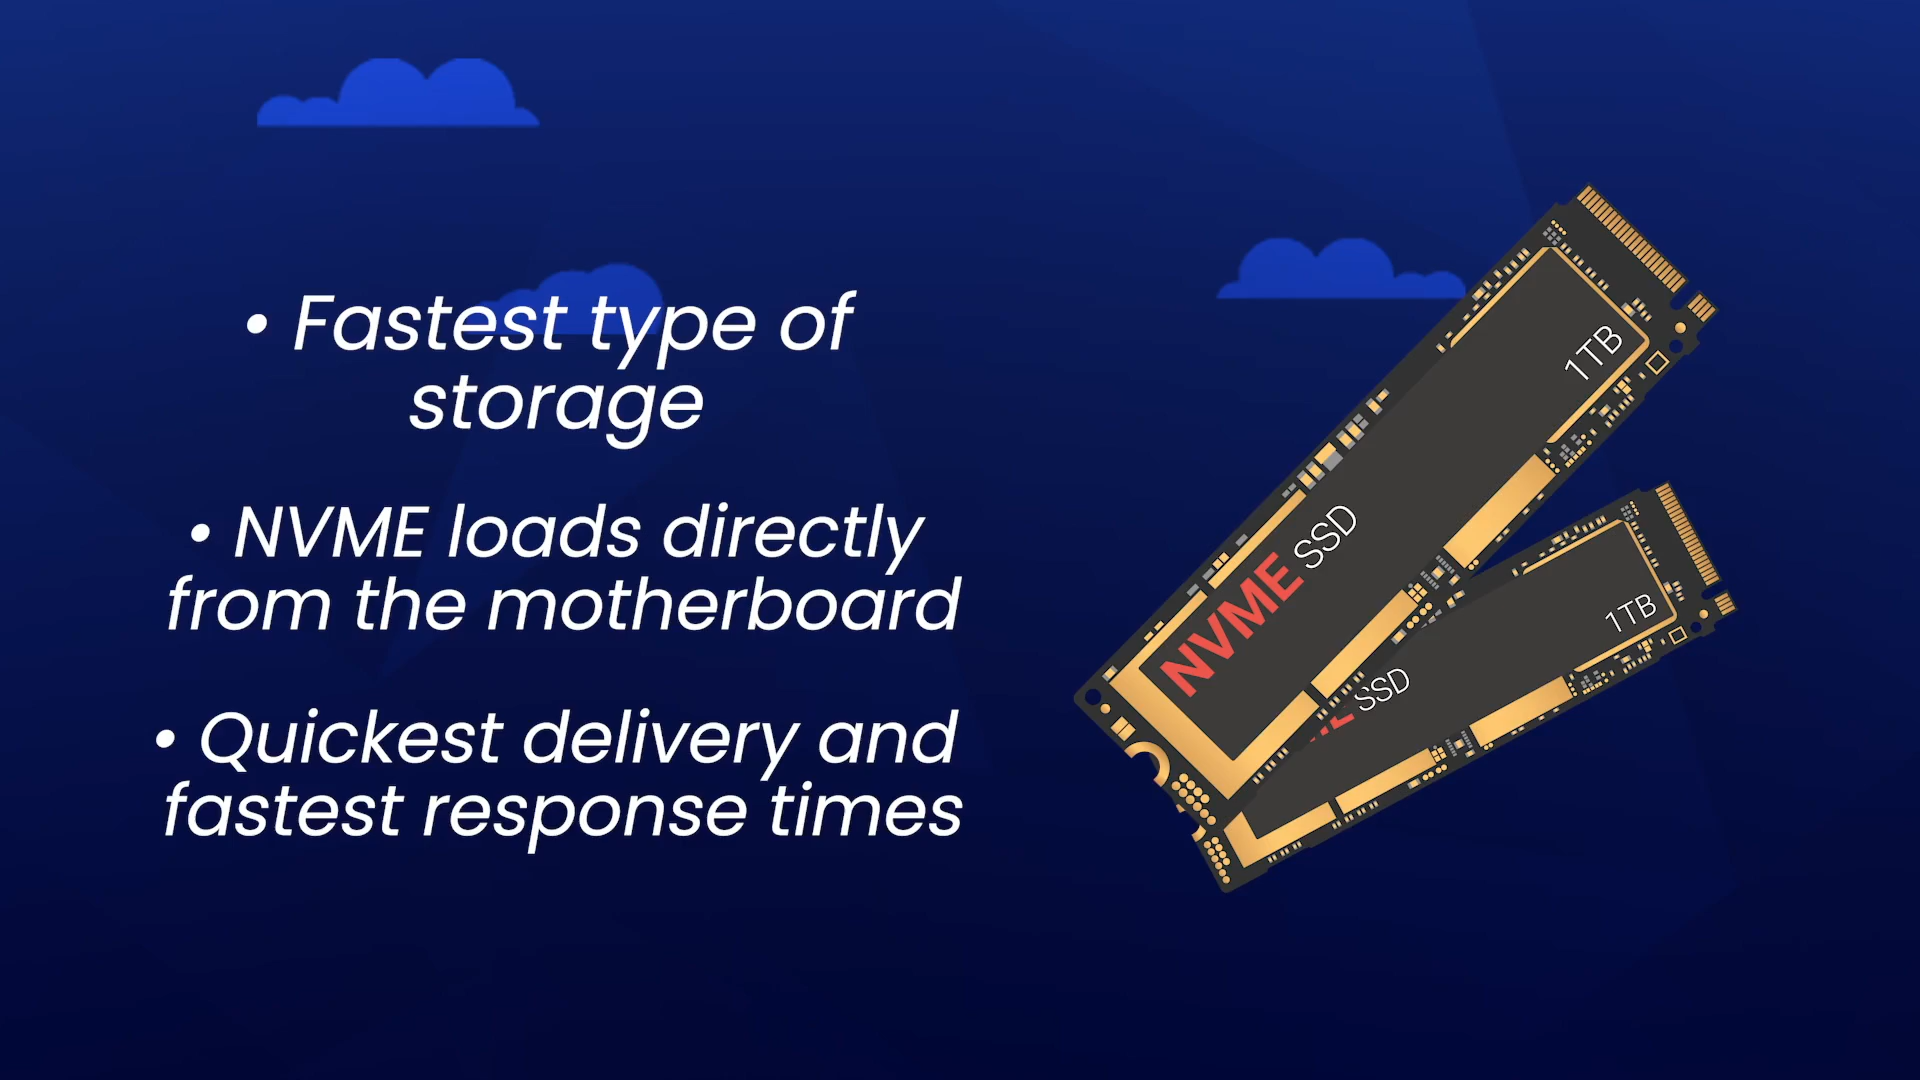 • Fastest type of
storage
• NVME loads directly
from the motherboard
• Quickest delivery and
fastest response times
1TB
NVME SSD
1TB
SSD